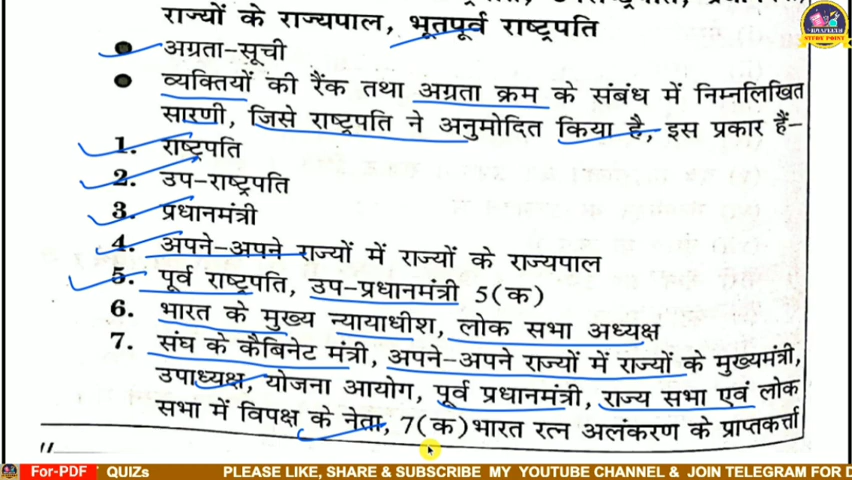 राज्यों के राज्यपाल, भूतपूर्व राष्ट्रपति
अग्रता-सूची
व्यक्तियों की रैंक तथा अग्रता क्रम के संबंध में निम्नलिखित
सारणी, जिसे राष्ट्रपति ने अनुमोदित किया है, इस प्रकार हैं-
1. राष्ट्रपति
2. उप-राष्ट्रपति
3. प्रधानमंत्री
4. अपने-अपने राज्यों में राज्यों के राज्यपाल
5. पूर्व राष्ट्रपति, उप-प्रधानमंत्री 5(क)
6. भारत के मुख्य न्यायाधीश, लोक सभा अध्यक्ष
7. संघ के कैबिनेट मंत्री, अपने-अपने राज्यों में राज्यों के मुख्यमंत्री,
उपाध्यक्ष, योजना आयोग, पूर्व प्रधानमंत्री, राज्य सभा एवं लोक
सभा में विपक्ष के नेता, 7(क)भारत रत्न अलंकरण के प्राप्तकर्त्ता
For-PDF QUIZs PLEASE LIKE, SHARE & SUBSCRIBE MY YOUTUBE CHANNEL & JOIN TELEGRAM FOR